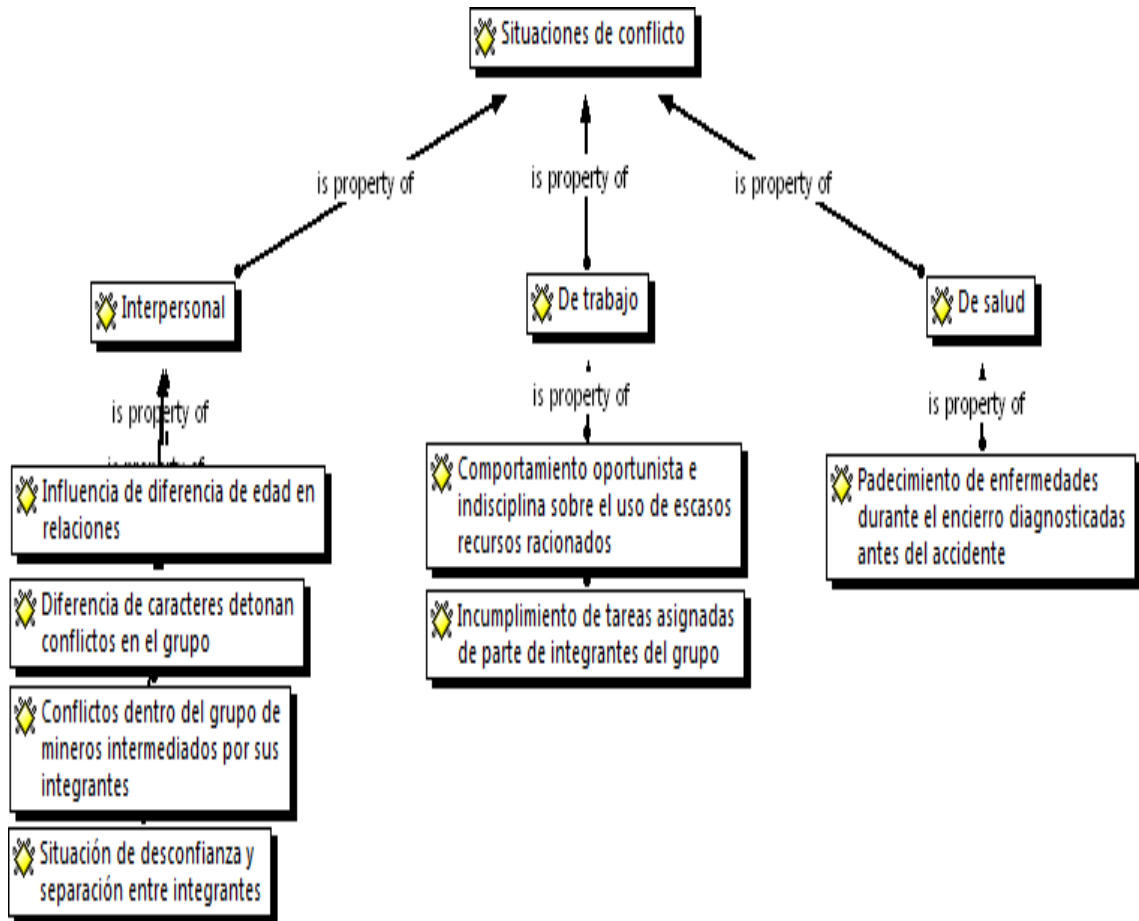 Situaciones de conflicto
is property of
is property of
is property of
Interpersonal
De trabajo
De salud
is property of
is property of
is property of
is property of
Influencia de diferencia de edad en
relaciones
Diferencia de caracteres detonan
conflictos en el grupo
Conflictos dentro del grupo de
mineros intermediados por sus
integrantes
Situación de desconfianza y
separación entre integrantes
Comportamiento oportunista e
indisciplina sobre el uso de escasos
recursos racionados
Incumplimiento de tareas asignadas
de parte de integrantes del grupo
Padecimiento de enfermedades
durante el encierro diagnosticadas
antes del accidente